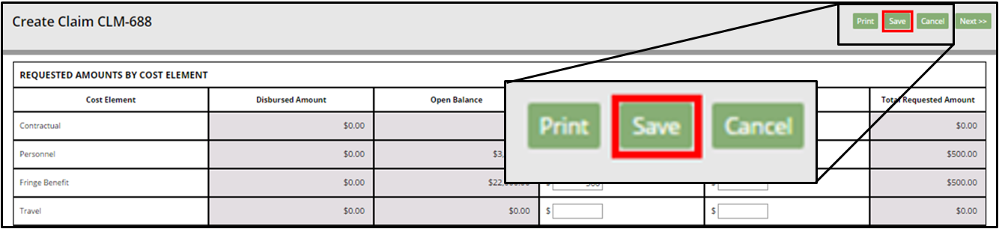 Create Claim CLM-688
Print Save Cancel Next >>
REQUESTED AMOUNTS BY COST ELEMENT
Cost Element Disbursed Amount Open Balance Total Requested Amount
Print Save Cancel
Contractual $0.00 $0.00
Personnel $0.00 $3, $500.00
Fringe Benefit $0.00 $500.00
Travel $0.00 $0.00 $ $ $0.00